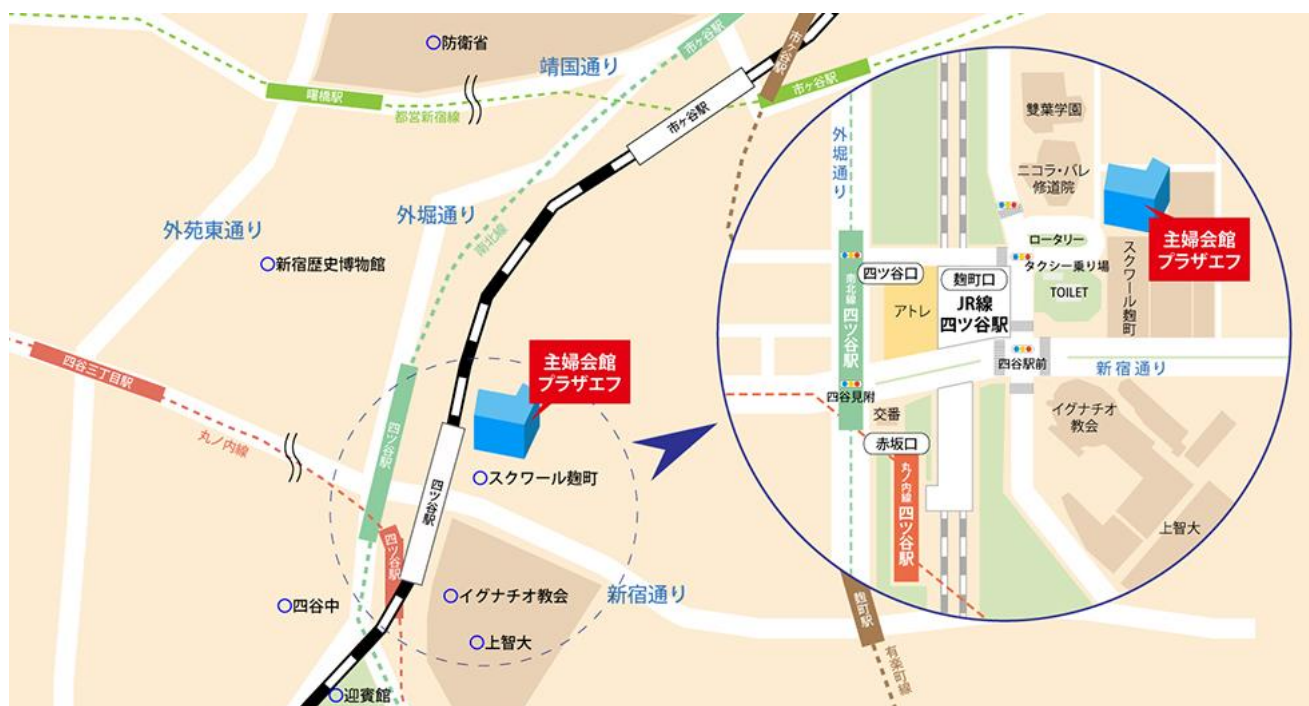 防衛省
靖国通り
市ヶ谷駅
市ヶ谷駅
市ヶ谷駅
市ヶ谷駅
曙橋駅
都営新宿線
外苑東通り
外堀通り
南北線
新宿歴史博物館
四谷三丁目駅
丸ノ内線
四ツ谷駅
四ツ谷駅
四ツ谷駅
主婦会館
プラザエフ
スクワール麹町
イグナチオ教会
新宿通り
四谷中
上智大
迎賓館
麹町駅
有楽町線
外堀通り
雙葉学園
ニコラ・バレ
修道院
主婦会館
プラザエフ
ロータリー
タクシー乗り場
TOILET
スクワール麹町
四ツ谷口
麹町口
アトレ
JR線
四ツ谷駅
南北線 四ツ谷駅
四谷駅前
新宿通り
四谷見附
交番
赤坂口
丸ノ内線 四ツ谷駅
イグナチオ
教会
上智大